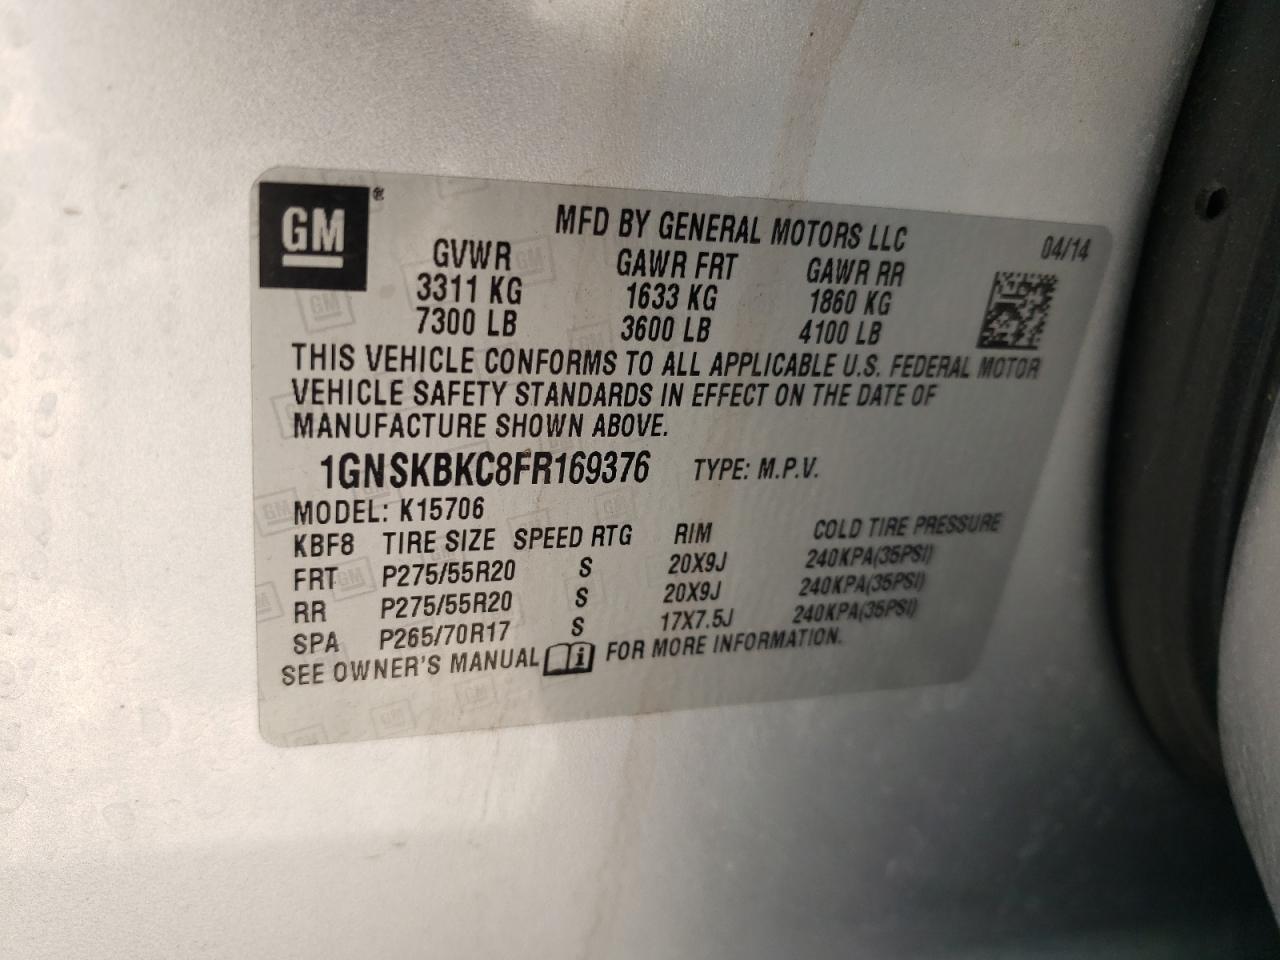 GM®
MFD BY GENERAL MOTORS LLC
04/14
GVWR GAWR FRT GAWR RR
3311 KG 1633 KG 1860 KG
7300 LB 3600 LB 4100 LB
THIS VEHICLE CONFORMS TO ALL APPLICABLE U.S. FEDERAL MOTOR
VEHICLE SAFETY STANDARDS IN EFFECT ON THE DATE OF
MANUFACTURE SHOWN ABOVE.
1GNSKBKC8FR169376 TYPE: M.P.V.
MODEL: K15706
KBF8 TIRE SIZE SPEED RTG RIM COLD TIRE PRESSURE
FRT P275/55R20 S 20X9J 240KPA(35PSI)
RR P275/55R20 S 20X9J 240KPA(35PSI)
SPA P265/70R17 S 17X7.5J 240KPA(35PSI)
SEE OWNER'S MANUAL i FOR MORE INFORMATION.